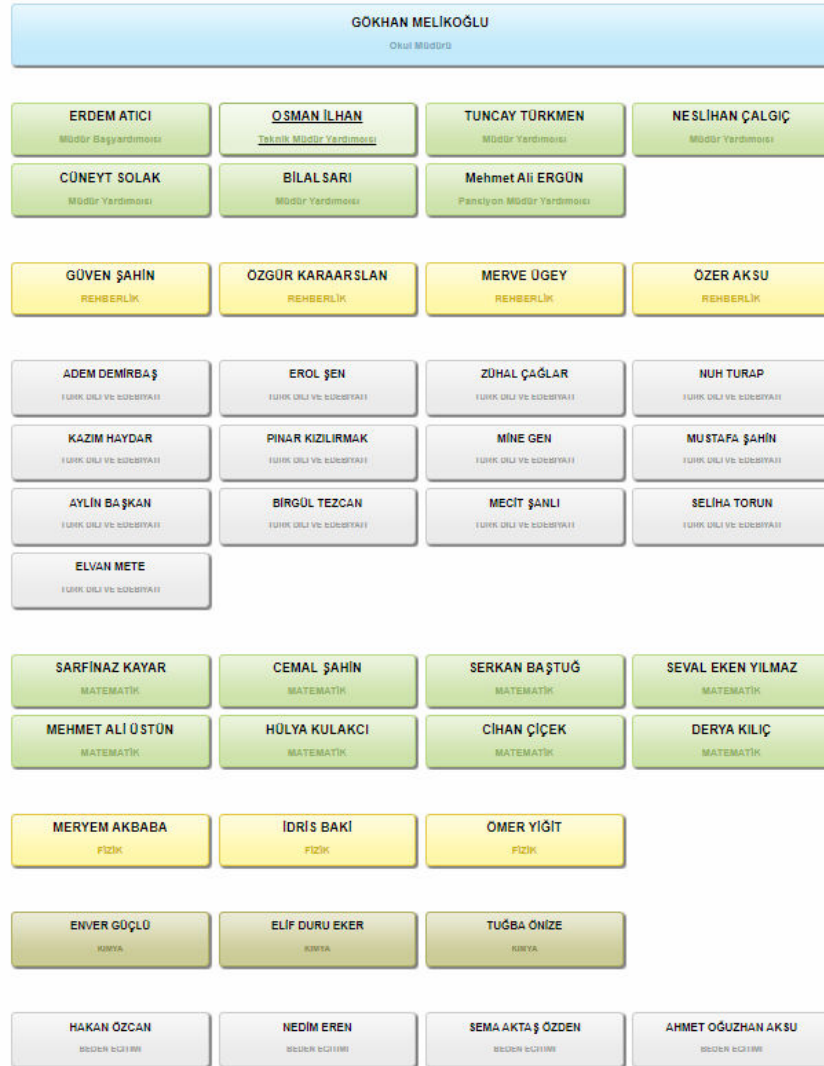 GÖKHAN MELİKOĞLU
Okul Müdürü
ERDEM ATICI
OSMAN İLHAN
TUNCAY TÜRKMEN
NESLİHAN ÇALGIÇ
Müdür Başyardımcısı
Teknik Müdür Yardımcısı
Müdür Yardımcısı
Müdür Yardımcısı
CÜNEYT SOLAK
BİLAL SARI
Mehmet Ali ERGÜN
Müdür Yardımcısı
Müdür Yardımcısı
Pansiyon Müdür Yardımcısı
GÜVEN ŞAHİN
ÖZGÜR KARAARSLAN
MERVE ÜGEY
ÖZER AKSU
REHBERLİK
REHBERLİK
REHBERLİK
REHBERLİK
ADEM DEMİRBAŞ
EROL ŞEN
ZÜHAL ÇAĞLAR
NUH TURAP
TÜRK DİLİ VE EDEBİYATI
TÜRK DİLİ VE EDEBİYATI
TÜRK DİLİ VE EDEBİYATI
TÜRK DİLİ VE EDEBİYATI
KAZIM HAYDAR
PINAR KIZILIRMAK
MİNE GEN
MUSTAFA ŞAHİN
TÜRK DİLİ VE EDEBİYATI
TÜRK DİLİ VE EDEBİYATI
TÜRK DİLİ VE EDEBİYATI
TÜRK DİLİ VE EDEBİYATI
AYLİN BAŞKAN
BİRGÜL TEZCAN
MECİT ŞANLI
SELİHA TORUN
TÜRK DİLİ VE EDEBİYATI
TÜRK DİLİ VE EDEBİYATI
TÜRK DİLİ VE EDEBİYATI
TÜRK DİLİ VE EDEBİYATI
ELVAN METE
TÜRK DİLİ VE EDEBİYATI
SARFİNAZ KAYAR
CEMAL ŞAHİN
SERKAN BAŞTUĞ
SEVAL EKEN YILMAZ
MATEMATİK
MATEMATİK
MATEMATİK
MATEMATİK
MEHMET ALİ ÜSTÜN
HÜLYA KULAKCI
CİHAN ÇİÇEK
DERYA KILIÇ
MATEMATİK
MATEMATİK
MATEMATİK
MATEMATİK
MERYEM AKBABA
İDRİS BAKİ
ÖMER YİĞİT
FİZİK
FİZİK
FİZİK
ENVER GÜÇLÜ
ELİF DURU EKER
TUĞBA ÖNİZE
KİMYA
KİMYA
KİMYA
HAKAN ÖZCAN
NEDİM EREN
SEMA AKTAŞ ÖZDEN
AHMET OĞUZHAN AKSU
BEDEN EĞİTİMİ
BEDEN EĞİTİMİ
BEDEN EĞİTİMİ
BEDEN EĞİTİMİ